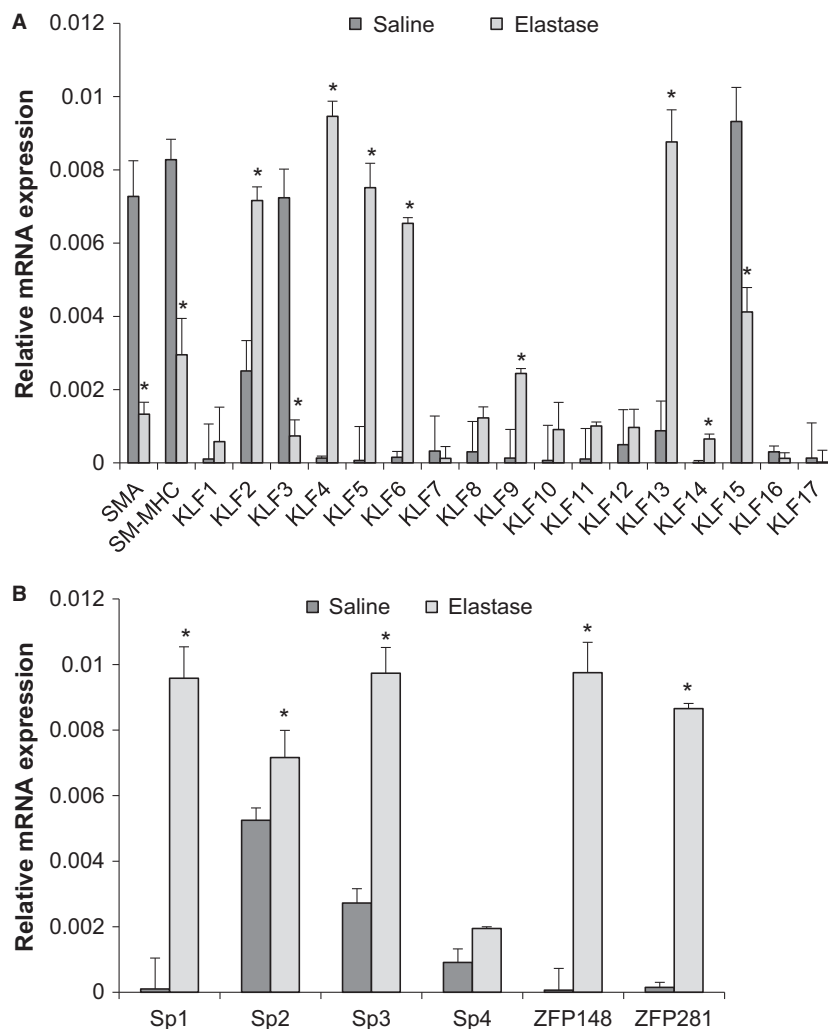 A
Saline Elastase
Relative mRNA expression
0.012
0.01
0.008
0.006
0.004
0.002
0
* * * * * * * * * * *
SMA SM-MHC KLF1 KLF2 KLF3 KLF4 KLF5 KLF6 KLF7 KLF8 KLF9 KLF10 KLF11 KLF12 KLF13 KLF14 KLF15 KLF16 KLF17
B
Saline Elastase
Relative mRNA expression
0.012
0.01
0.008
0.006
0.004
0.002
0
* * * * *
Sp1 Sp2 Sp3 Sp4 ZFP148 ZFP281